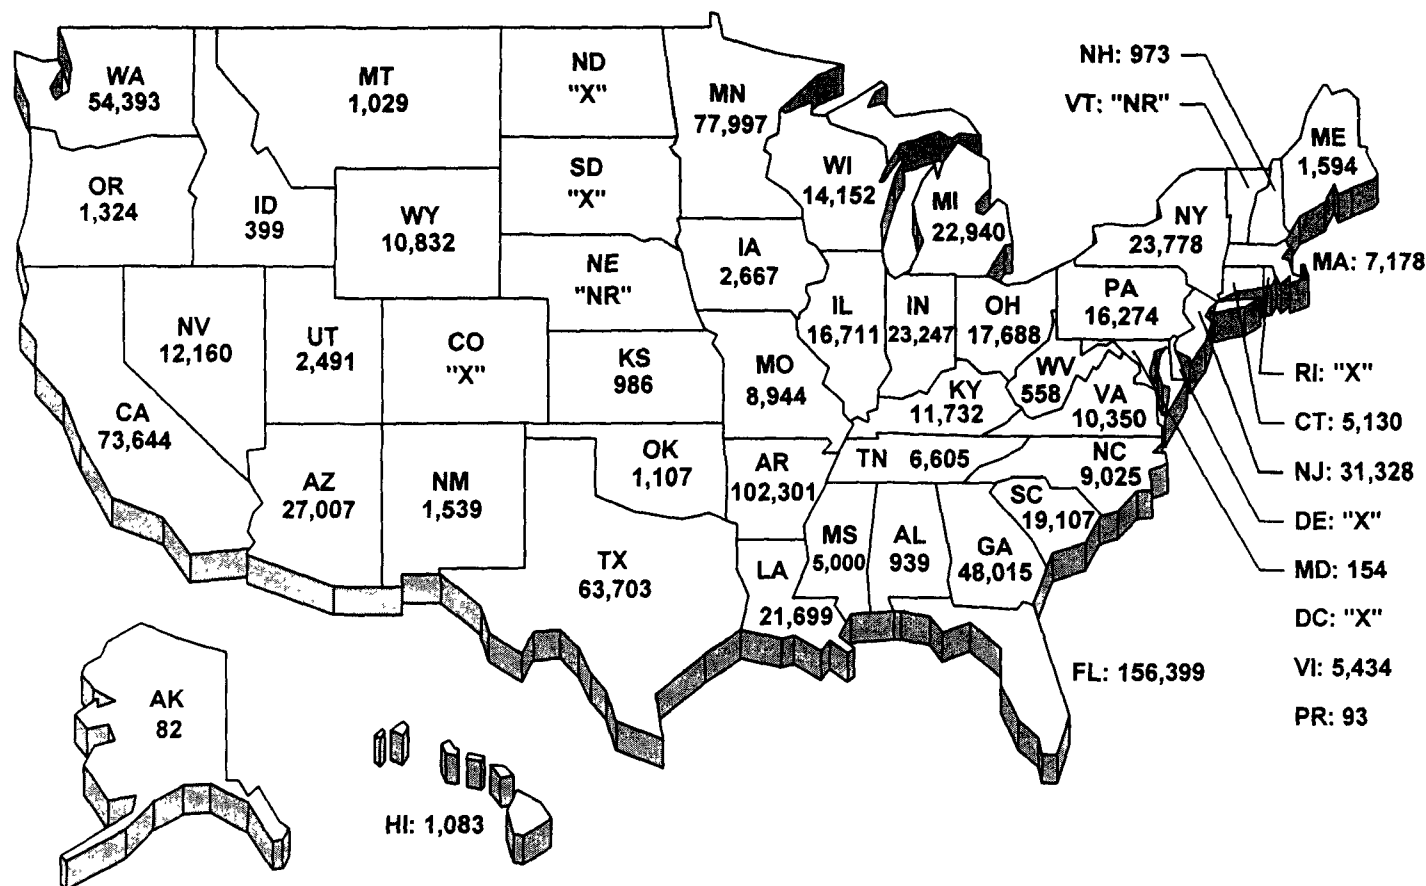 WA
54,393
MT
1,029
ND
"X"
MN
77,997
NH: 973
VT: "NR"
ME
1,594
OR
1,324
ID
399
WY
10,832
SD
"X"
WI
14,152
MI
22,940
NY
23,778
MA: 7,178
NV
12,160
UT
2,491
CO
"X"
NE
"NR"
IA
2,667
IL
16,711
IN
23,247
OH
17,688
PA
16,274
RI: "X"
CA
73,644
KS
986
MO
8,944
KY
11,732
WV
558
VA
10,350
CT: 5,130
AZ
27,007
NM
1,539
OK
1,107
AR
102,301
TN 6,605
NC
9,025
NJ: 31,328
SC
19,107
DE: "X"
TX
63,703
LA
21,699
MS
5,000
AL
939
GA
48,015
MD: 154
DC: "X"
FL: 156,399
VI: 5,434
PR: 93
AK
82
HI: 1,083